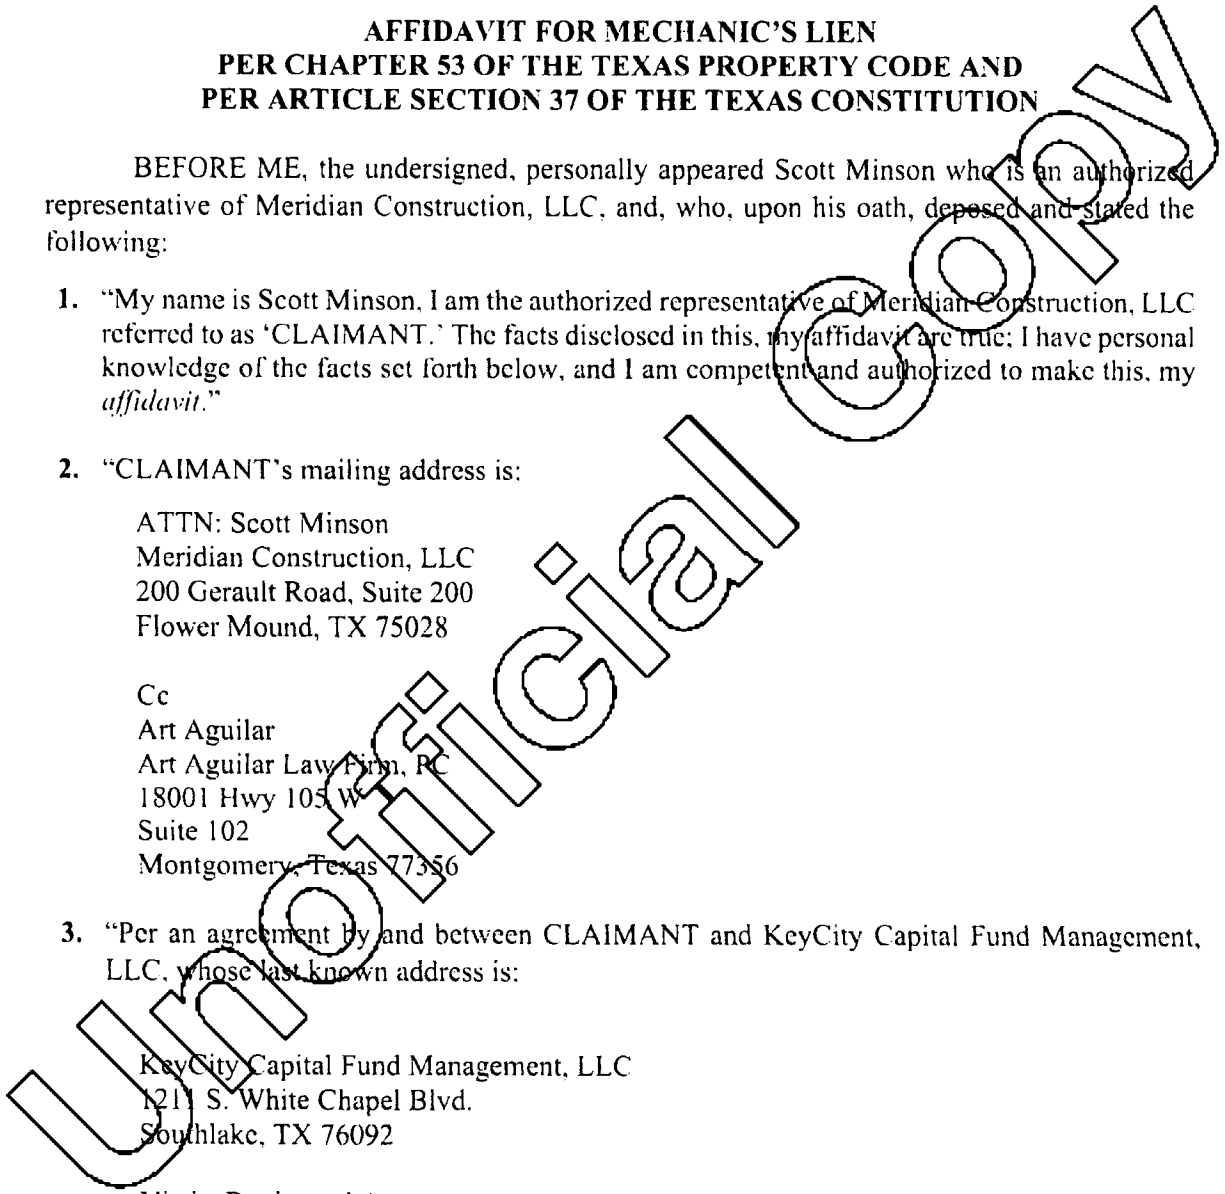 AFFIDAVIT FOR MECHANIC'S LIEN
PER CHAPTER 53 OF THE TEXAS PROPERTY CODE AND
PER ARTICLE SECTION 37 OF THE TEXAS CONSTITUTION
BEFORE ME, the undersigned, personally appeared Scott Minson who is an authorized
representative of Meridian Construction, LLC, and, who, upon his oath, deposed and stated the
following:
1. “My name is Scott Minson, I am the authorized representative of Meridian Construction, LLC
referred to as ‘CLAIMANT.’ The facts disclosed in this, my affidavit are true; I have personal
knowledge of the facts set forth below, and I am competent and authorized to make this, my
affidavit.”
2. “CLAIMANT’s mailing address is:
ATTN: Scott Minson
Meridian Construction, LLC
200 Gerault Road, Suite 200
Flower Mound, TX 75028
Cc
Art Aguilar
Art Aguilar Law Firm, PC
18001 Hwy 105 W
Suite 102
Montgomery, Texas 77356
3. “Per an agreement by and between CLAIMANT and KeyCity Capital Fund Management,
LLC, whose last known address is:
KeyCity Capital Fund Management, LLC
1211 S. White Chapel Blvd.
Southlake, TX 76092
Unofficial Copy